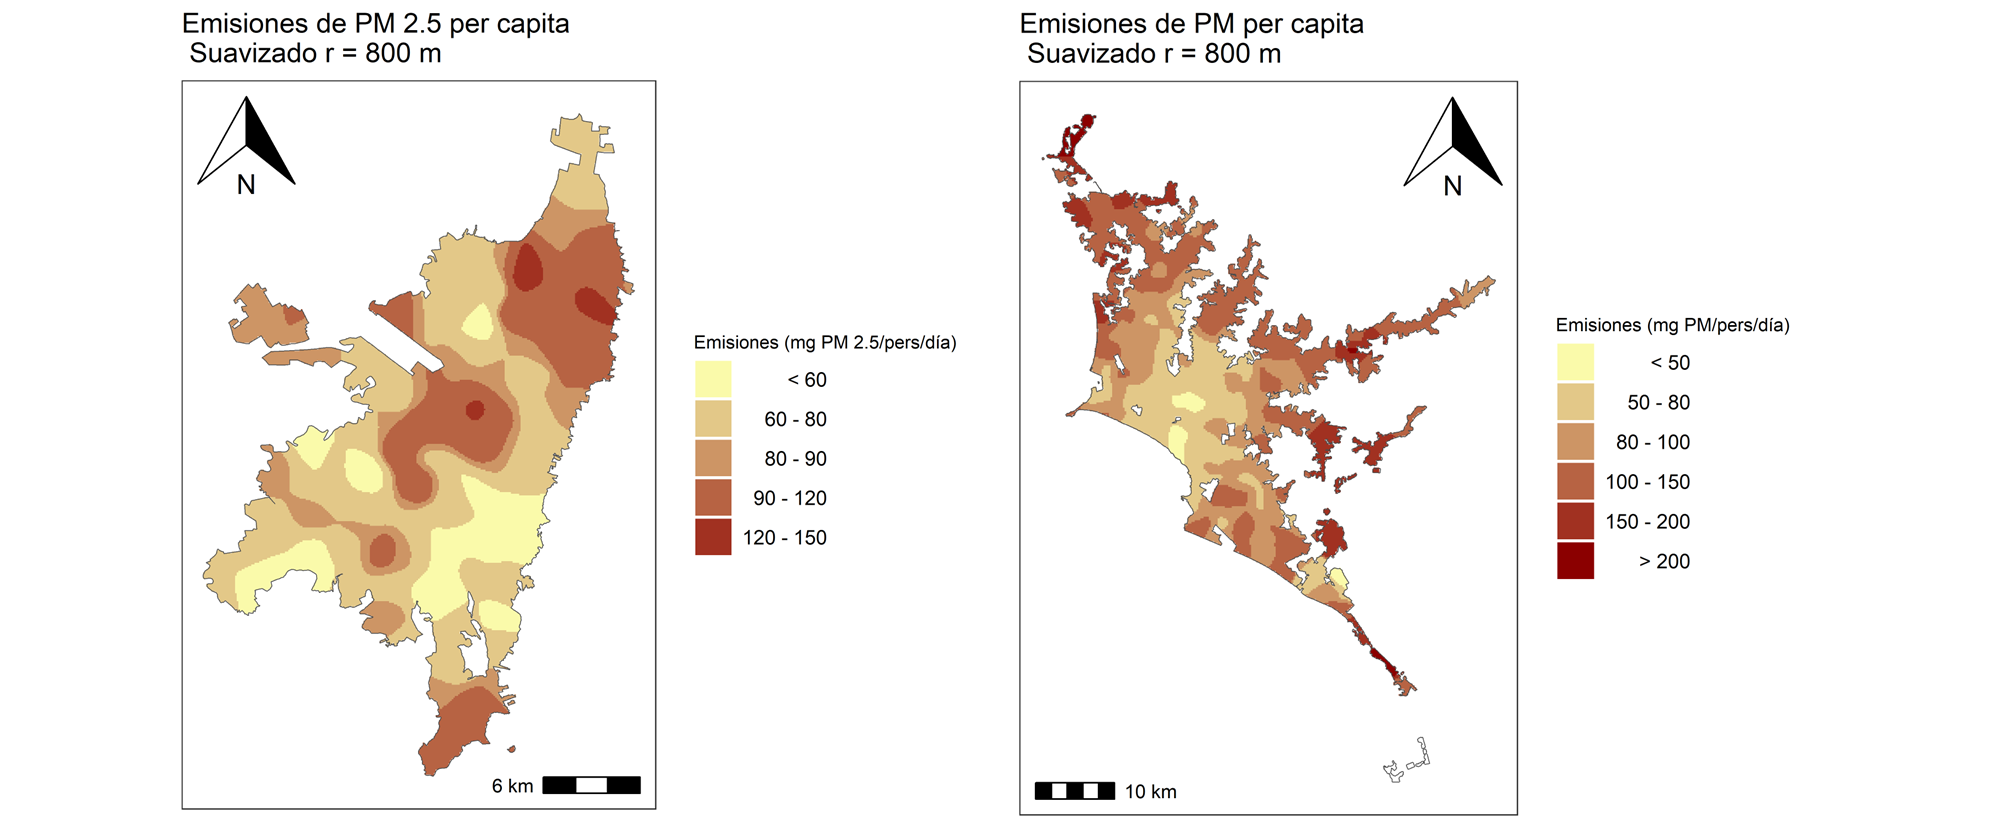 Emisiones de PM 2.5 per capita
Suavizado r = 800 m
N
6 km
Emisiones (mg PM 2.5/pers/día)
< 60
60 - 80
80 - 90
90 - 120
120 - 150
Emisiones de PM per capita
Suavizado r = 800 m
N
10 km
Emisiones (mg PM/pers/día)
< 50
50 - 80
80 - 100
100 - 150
150 - 200
> 200